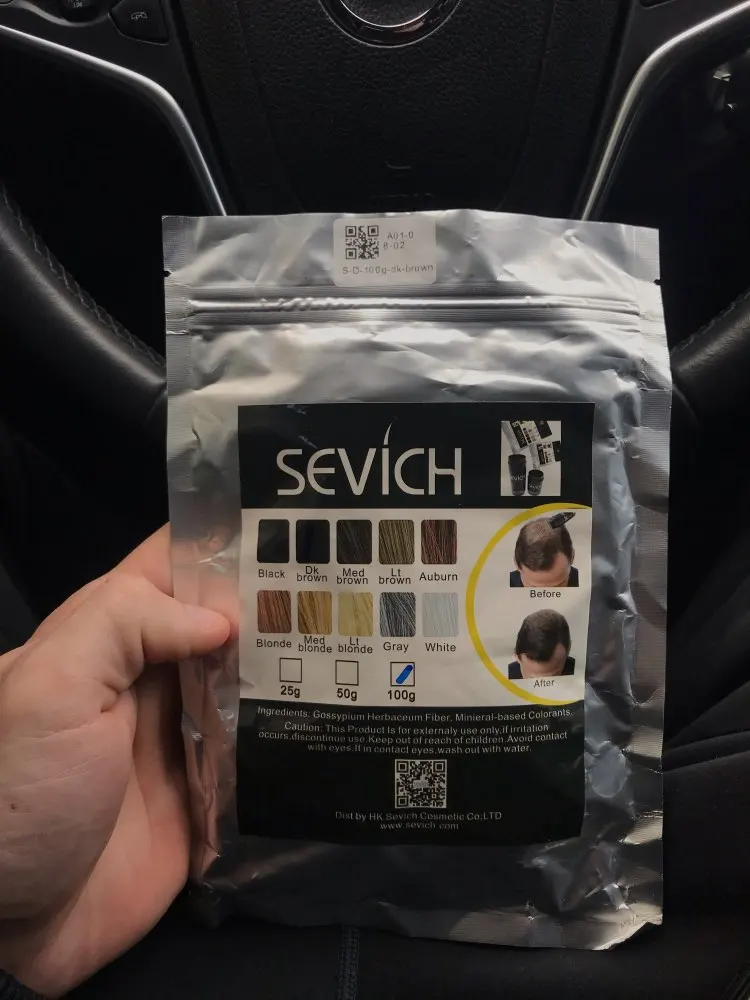 A01-0
8-02
S-D-100g-dk-brown
SEVICH
Black
Dk brown
Med brown
Lt brown
Auburn
Blonde
Med blonde
Lt blonde
Gray
White
25g
50g
100g
Before
After
Ingredients: Gossypium Herbaceum Fiber, Minieral-based Colorants.
Caution: This Product Is for externaly use only,If irritation
occurs,discontinue use.Keep out of reach of children.Avoid contact
with eyes.If in contact eyes,wash out with water.
Dist by HK Sevich Cosmetic Co;LTD
www.sevich.com